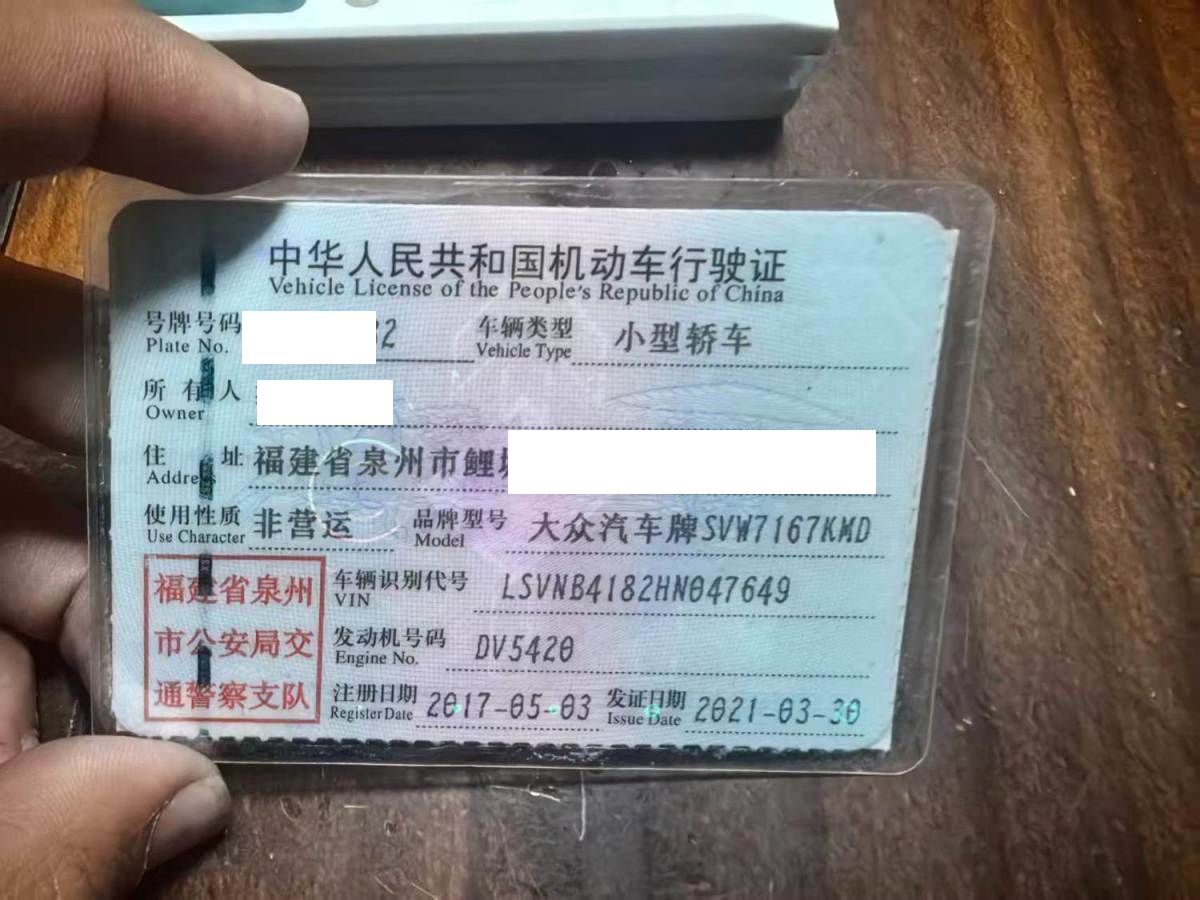 中华人民共和国机动车行驶证
Vehicle License of the People's Republic of China
号牌号码 32 车辆类型 小型轿车
Plate No. Vehicle Type
所有人
Owner
住址 福建省泉州市鲤
Address
使用性质 非营运 品牌型号 大众汽车牌SVW7167KMD
Use Character Model
福建省泉州
市公安局交
通警察支队
车辆识别代号 LSVNB4182HN047649
VIN
发动机号码 DV5420
Engine No.
注册日期 2017-05-03 发证日期 2021-03-30
Register Date Issue Date